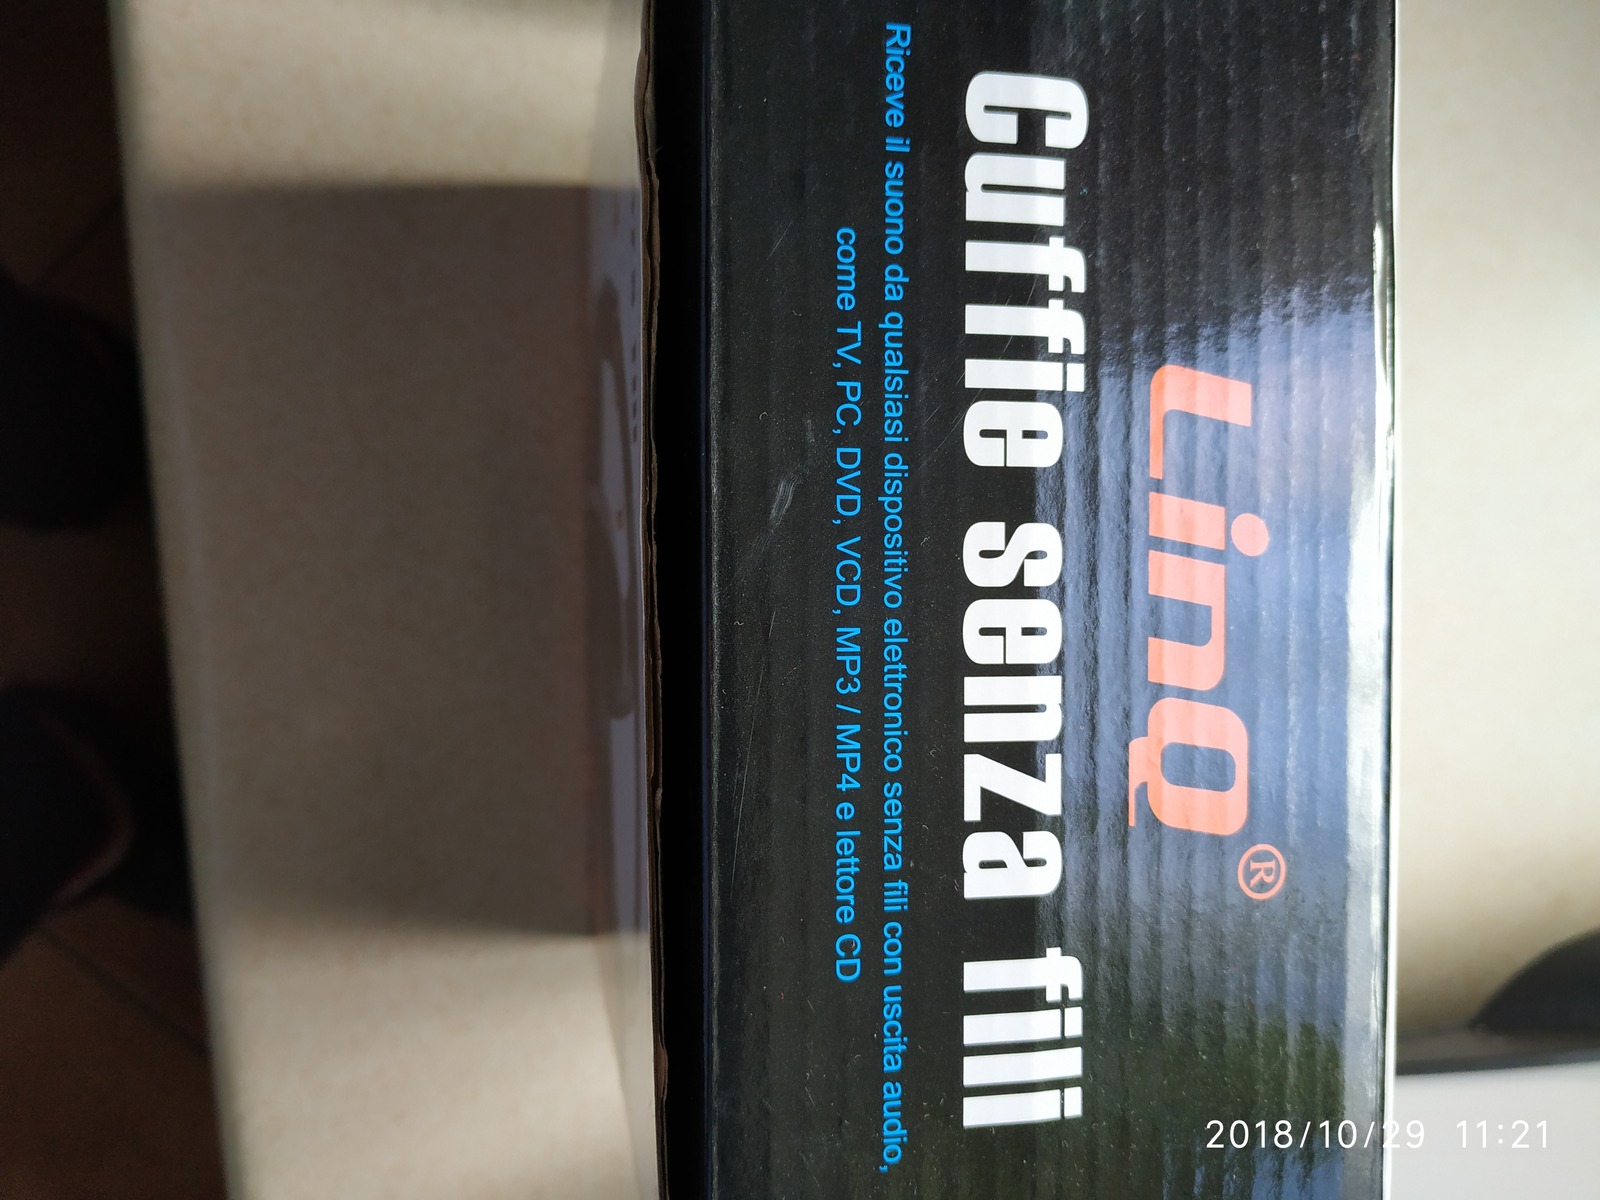 LinQ®
Cuffie senza fili
Riceve il suono da qualsiasi dispositivo elettronico senza fili con uscita audio,
come TV, PC, DVD, VCD, MP3 / MP4 e lettore CD
2018/10/29 11:21